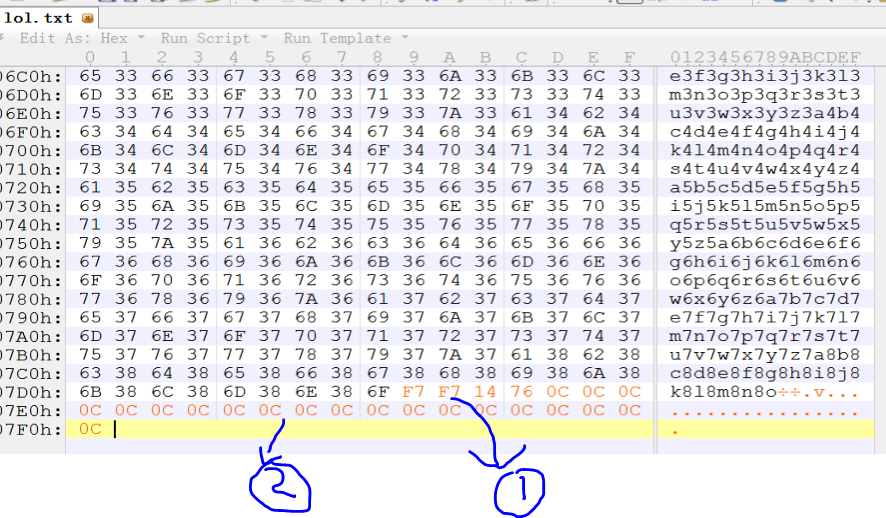 lol.txt
Edit As: Hex Run Script Run Template
0 1 2 3 4 5 6 7 8 9 A B C D E F 0123456789ABCDEF
06C0h: 65 33 66 33 67 33 68 33 69 33 6A 33 6B 33 6C 33 e3f3g3h3i3j3k3l3
06D0h: 6D 33 6E 33 6F 33 70 33 71 33 72 33 73 33 74 33 m3n3o3p3q3r3s3t3
06E0h: 75 33 76 33 77 33 78 33 79 33 7A 33 61 34 62 34 u3v3w3x3y3z3a4b4
06F0h: 63 34 64 34 65 34 66 34 67 34 68 34 69 34 6A 34 c4d4e4f4g4h4i4j4
0700h: 6B 34 6C 34 6D 34 6E 34 6F 34 70 34 71 34 72 34 k4l4m4n4o4p4q4r4
0710h: 73 34 74 34 75 34 76 34 77 34 78 34 79 34 7A 34 s4t4u4v4w4x4y4z4
0720h: 61 35 62 35 63 35 64 35 65 35 66 35 67 35 68 35 a5b5c5d5e5f5g5h5
0730h: 69 35 6A 35 6B 35 6C 35 6D 35 6E 35 6F 35 70 35 i5j5k5l5m5n5o5p5
0740h: 71 35 72 35 73 35 74 35 75 35 76 35 77 35 78 35 q5r5s5t5u5v5w5x5
0750h: 79 35 7A 35 61 36 62 36 63 36 64 36 65 36 66 36 y5z5a6b6c6d6e6f6
0760h: 67 36 68 36 69 36 6A 36 6B 36 6C 36 6D 36 6E 36 g6h6i6j6k6l6m6n6
0770h: 6F 36 70 36 71 36 72 36 73 36 74 36 75 36 76 36 o6p6q6r6s6t6u6v6
0780h: 77 36 78 36 79 36 7A 36 61 37 62 37 63 37 64 37 w6x6y6z6a7b7c7d7
0790h: 65 37 66 37 67 37 68 37 69 37 6A 37 6B 37 6C 37 e7f7g7h7i7j7k7l7
07A0h: 6D 37 6E 37 6F 37 70 37 71 37 72 37 73 37 74 37 m7n7o7p7q7r7s7t7
07B0h: 75 37 76 37 77 37 78 37 79 37 7A 37 61 38 62 38 u7v7w7x7y7z7a8b8
07C0h: 63 38 64 38 65 38 66 38 67 38 68 38 69 38 6A 38 c8d8e8f8g8h8i8j8
07D0h: 6B 38 6C 38 6D 38 6E 38 6F F7 F7 14 76 0C 0C 0C k8l8m8n8o÷÷.v...
07E0h: 0C 0C 0C 0C 0C 0C 0C 0C 0C 0C 0C 0C 0C 0C 0C 0C ................
07F0h: 0C .
2 1